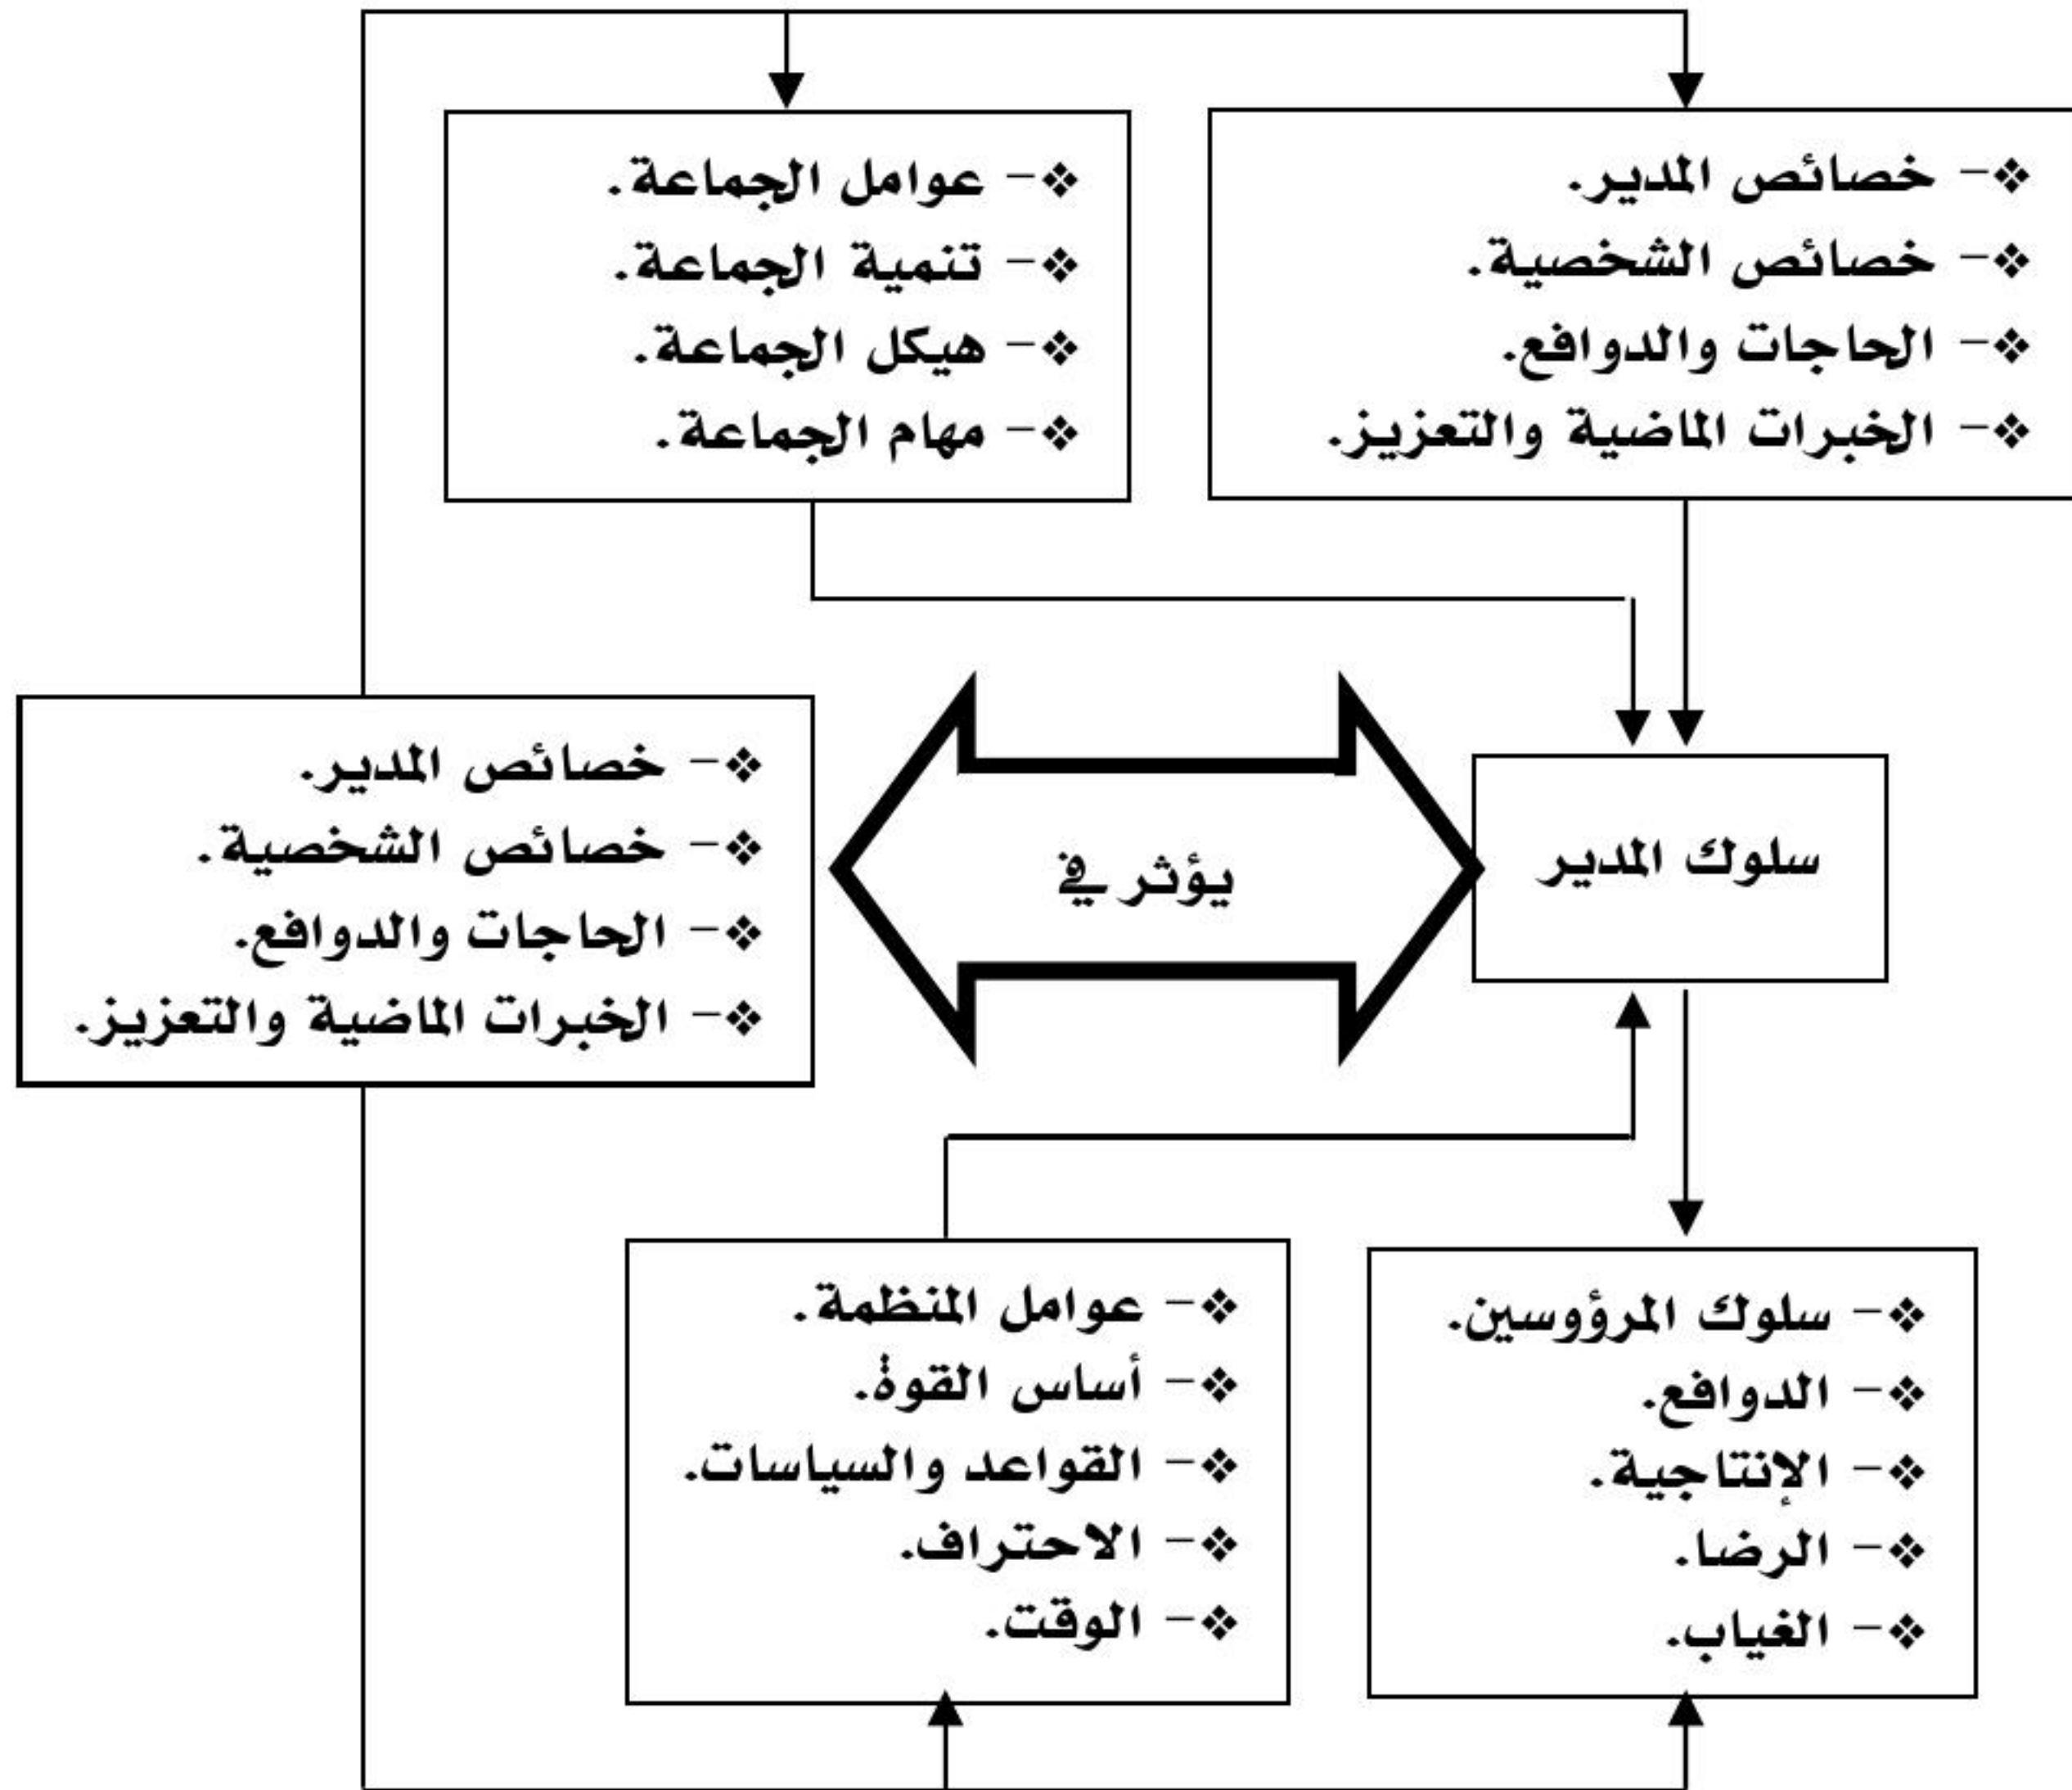 ❖- خصائص المدير.
❖- خصائص الشخصية.
❖- الحاجات والدوافع.
❖- الخبرات الماضية والتعزيز.
❖- عوامل الجماعة.
❖- تنمية الجماعة.
❖- هيكل الجماعة.
❖- مهام الجماعة.
سلوك المدير
يؤثر في
❖- خصائص المدير.
❖- خصائص الشخصية.
❖- الحاجات والدوافع.
❖- الخبرات الماضية والتعزيز.
❖- سلوك المرؤوسين.
❖- الدوافع.
❖- الإنتاجية.
❖- الرضا.
❖- الغياب.
❖- عوامل المنظمة.
❖- أساس القوة.
❖- القواعد والسياسات.
❖- الاحتراف.
❖- الوقت.